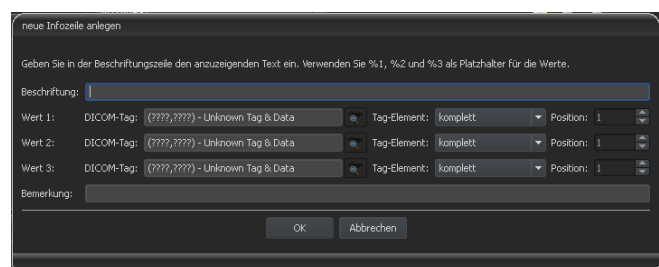 neue Infozeile anlegen
Geben Sie in der Beschriftungszeile den anzuzeigenden Text ein. Verwenden Sie %1, %2 und %3 als Platzhalter für die Werte.
Beschriftung:
Wert 1: DICOM-Tag: (????,????) - Unknown Tag & Data Tag-Element: komplett Position: 1
Wert 2: DICOM-Tag: (????,????) - Unknown Tag & Data Tag-Element: komplett Position: 1
Wert 3: DICOM-Tag: (????,????) - Unknown Tag & Data Tag-Element: komplett Position: 1
Bemerkung:
OK Abbrechen